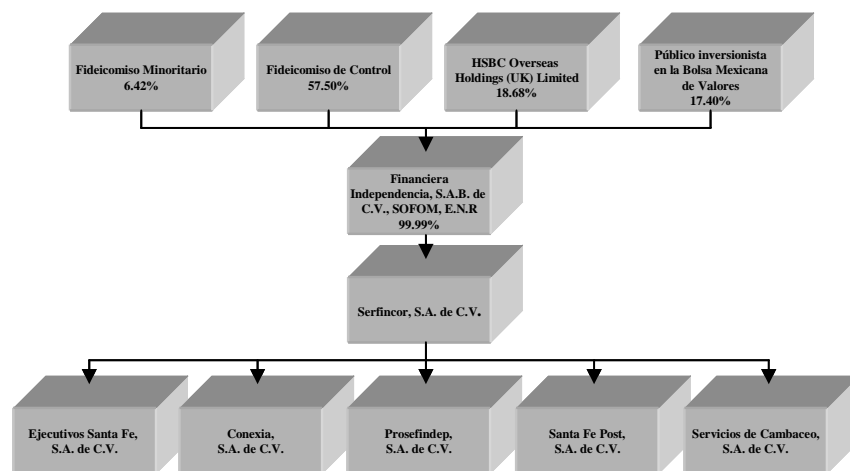 Fideicomiso Minoritario
6.42%
Fideicomiso de Control
57.50%
HSBC Overseas
Holdings (UK) Limited
18.68%
Público inversionista
en la Bolsa Mexicana
de Valores
17.40%
Financiera
Independencia, S.A.B. de
C.V., SOFOM, E.N.R
99.99%
Serfincor, S.A. de C.V.
Ejecutivos Santa Fe,
S.A. de C.V.
Conexia,
S.A. de C.V.
Prosefindep,
S.A. de C.V.
Santa Fe Post,
S.A. de C.V.
Servicios de Cambaceo,
S.A. de C.V.